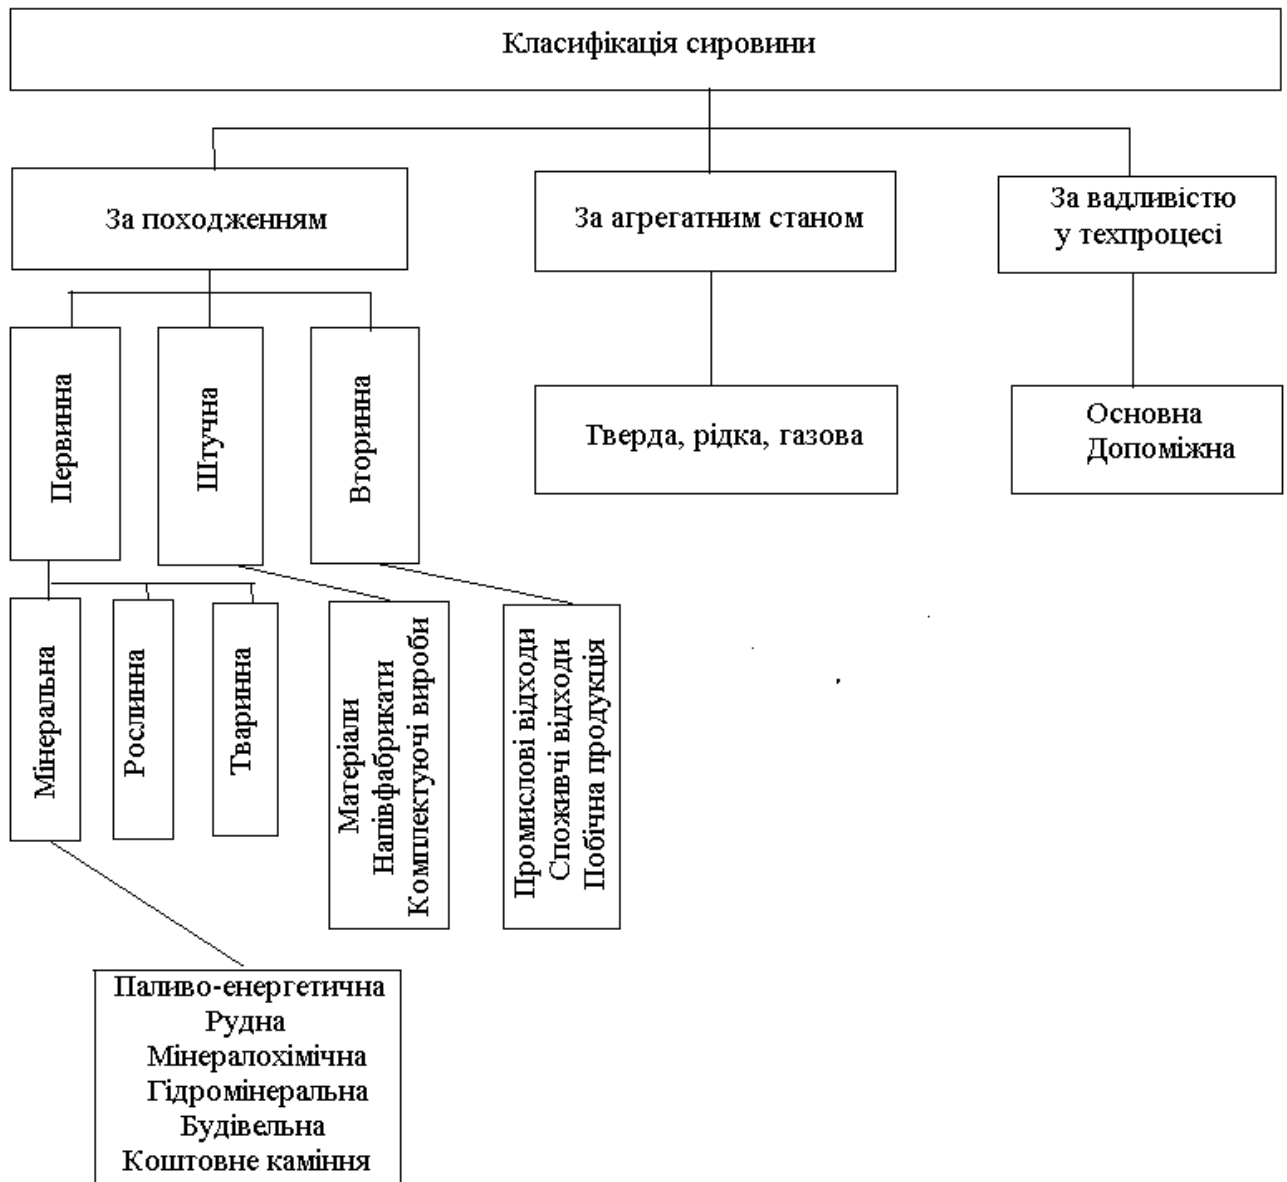 Класифікація сировини
За походженням
За агрегатним станом
За вадливістю
у техпроцесі
Первинна
Штучна
Вторинна
Тверда, рідка, газова
Основна
Допоміжна
Мінеральна
Рослинна
Тваринна
Матеріали
Напівфабрикати
Комплектуючі вироби
Промислові відходи
Споживчі відходи
Побічна продукція
Паливо-енергетична
Рудна
Мінералохімічна
Гідромінеральна
Будівельна
Коштовне каміння